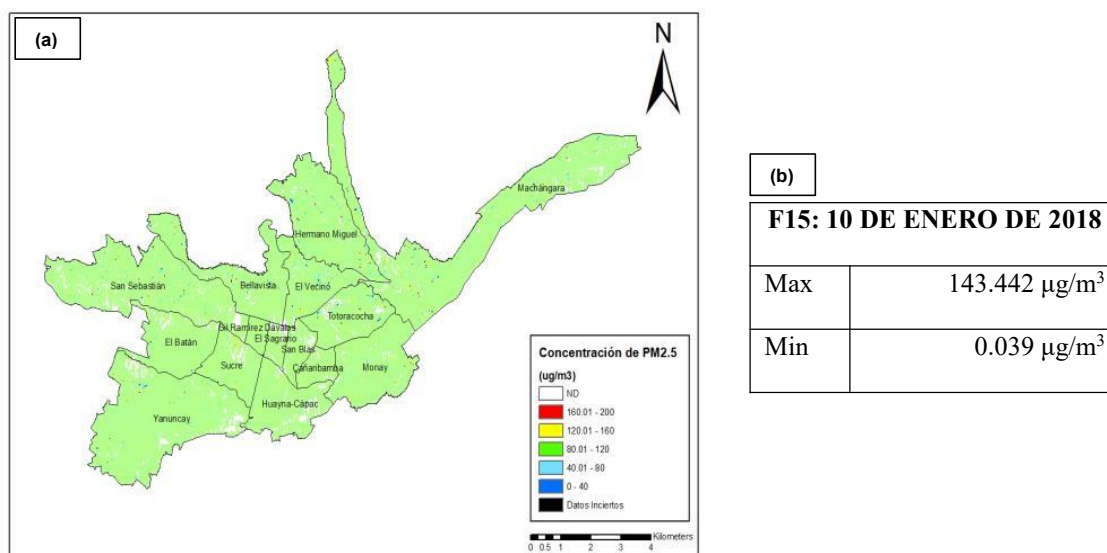 (a)
N
Machángara
Hermano Miguel
San Sebastián
Bellavista
El Vecino
Totoracocha
Gil Ramírez Dávalos
El Batán
El Sagrario
San Blas
Sucre
Cañaribamba
Monay
Huayna-Cápac
Yanuncay
Concentración de PM2.5
(ug/m3)
ND
160.01 - 200
120.01 - 160
80.01 - 120
40.01 - 80
0 - 40
Datos Inciertos
Kilometers
0 0.5 1 2 3 4
(b)
F15: 10 DE ENERO DE 2018
Max 143.442 µg/m³
Min 0.039 µg/m³